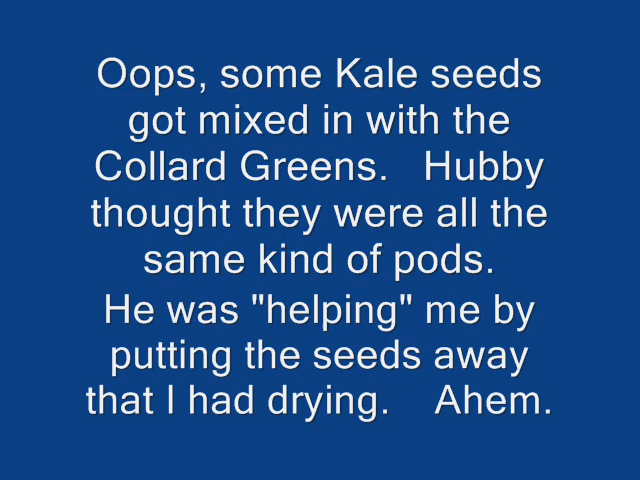 Oops, some Kale seeds
got mixed in with the
Collard Greens.   Hubby
thought they were all the
same kind of pods.
He was "helping" me by
putting the seeds away
that I had drying.    Ahem.